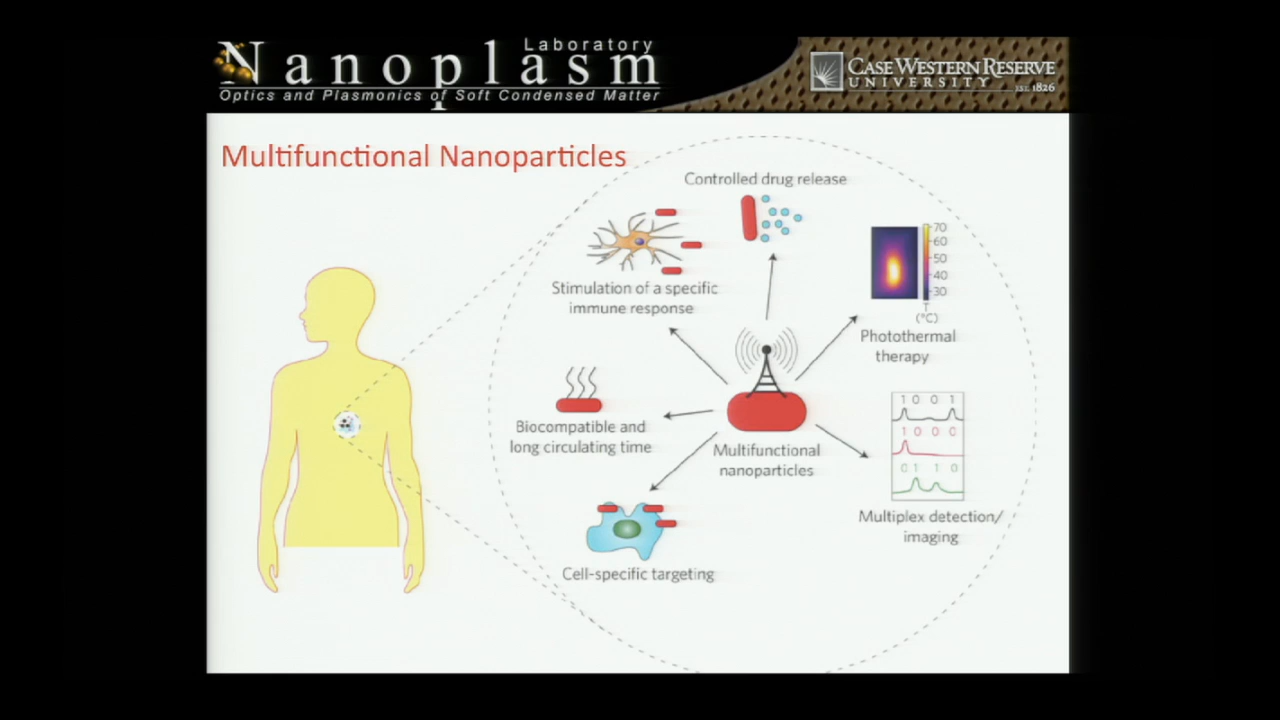 Laboratory
Nanoplasm
Optics and Plasmonics of Soft Condensed Matter
CASE WESTERN RESERVE
UNIVERSITY EST. 1826
Multifunctional Nanoparticles
Controlled drug release
Stimulation of a specific
immune response
70
60
50
40
30
T
(°C)
Photothermal
therapy
Biocompatible and
long circulating time
Multifunctional
nanoparticles
1 0 0 1
1 0 0 0
0 1 1 0
Multiplex detection/
imaging
Cell-specific targeting